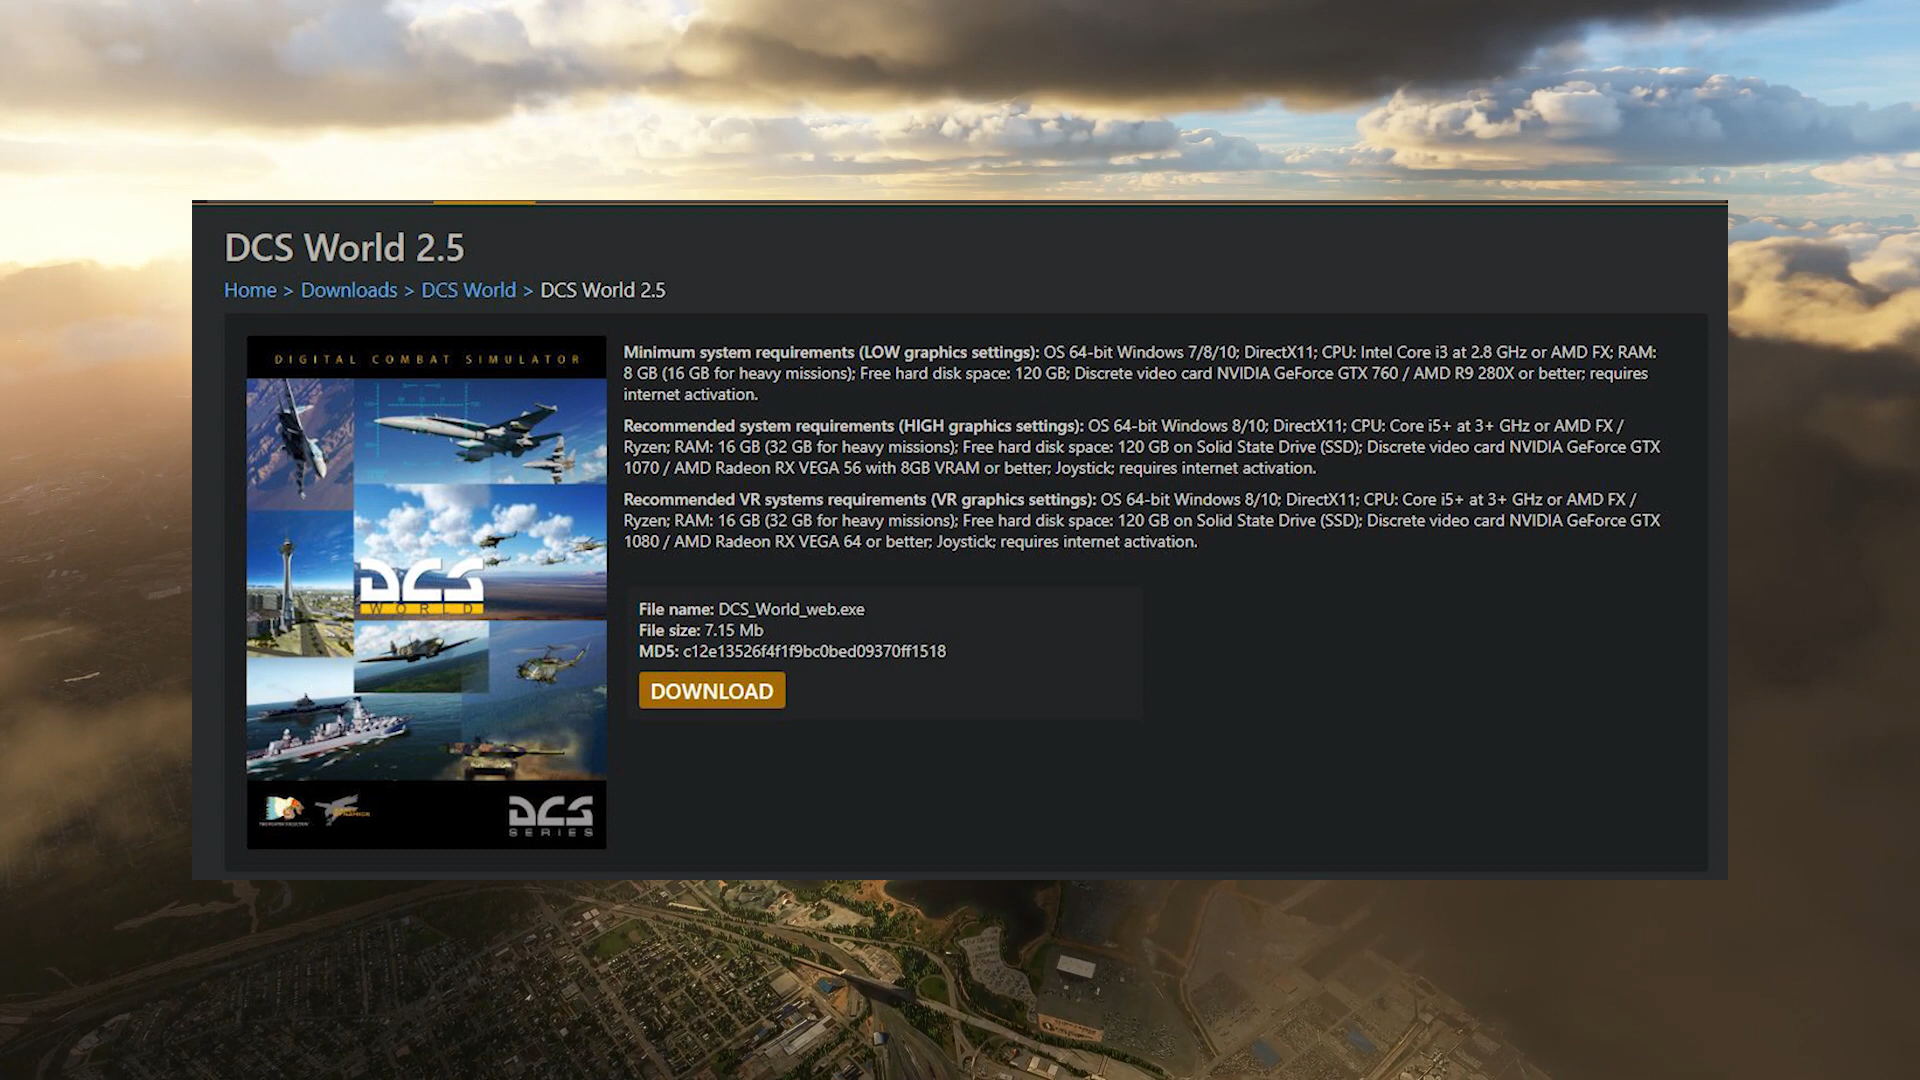 DCS World 2.5
Home > Downloads > DCS World > DCS World 2.5
DIGITAL COMBAT SIMULATOR
DCS
WORLD
DCS
SERIES
Minimum system requirements (LOW graphics settings): OS 64-bit Windows 7/8/10; DirectX11; CPU: Intel Core i3 at 2.8 GHz or AMD FX; RAM:
8 GB (16 GB for heavy missions); Free hard disk space: 120 GB; Discrete video card NVIDIA GeForce GTX 760 / AMD R9 280X or better; requires
internet activation.
Recommended system requirements (HIGH graphics settings): OS 64-bit Windows 8/10; DirectX11; CPU: Core i5+ at 3+ GHz or AMD FX /
Ryzen; RAM: 16 GB (32 GB for heavy missions); Free hard disk space: 120 GB on Solid State Drive (SSD); Discrete video card NVIDIA GeForce GTX
1070 / AMD Radeon RX VEGA 56 with 8GB VRAM or better; Joystick; requires internet activation.
Recommended VR systems requirements (VR graphics settings): OS 64-bit Windows 8/10; DirectX11; CPU: Core i5+ at 3+ GHz or AMD FX /
Ryzen; RAM: 16 GB (32 GB for heavy missions); Free hard disk space: 120 GB on Solid State Drive (SSD); Discrete video card NVIDIA GeForce GTX
1080 / AMD Radeon RX VEGA 64 or better; Joystick; requires internet activation.
File name: DCS_World_web.exe
File size: 7.15 Mb
MD5: c12e13526f4f1f9bc0bed09370ff1518
DOWNLOAD